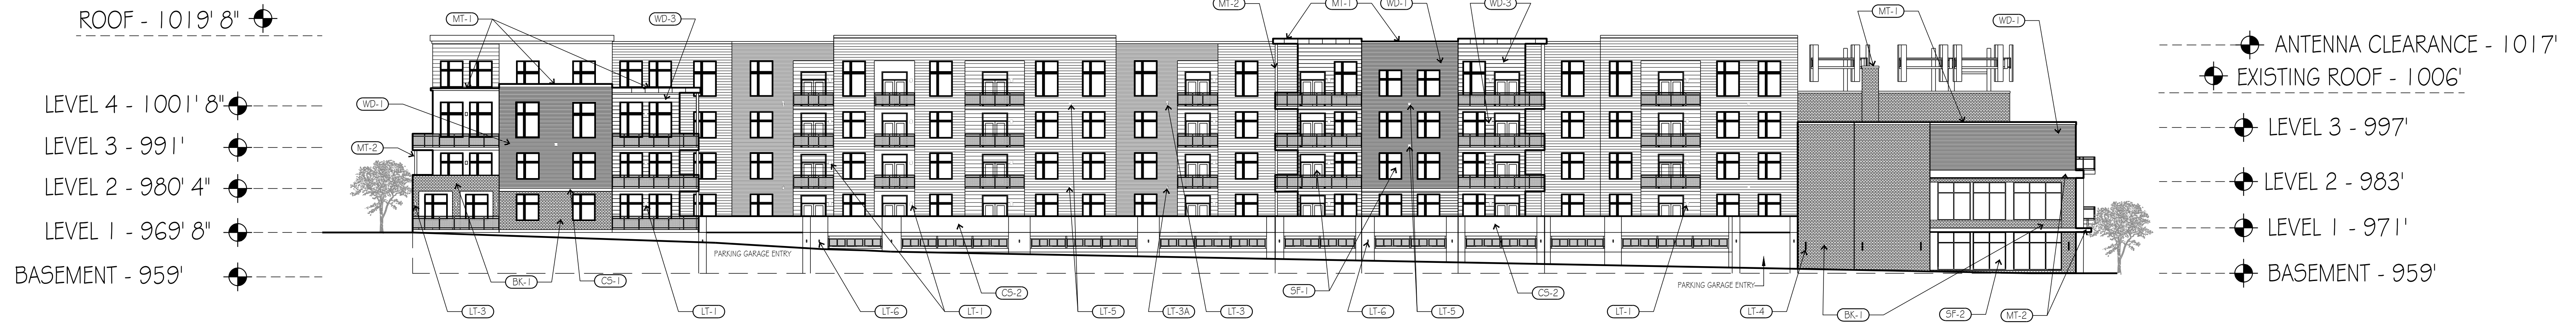 ROOF - 1019' 8"
LEVEL 4 - 1001' 8"
LEVEL 3 - 991'
LEVEL 2 - 980' 4"
LEVEL 1 - 969' 8"
BASEMENT - 959'
MT-1
WD-3
MT-2
MT-1
WD-1
WD-3
MT-1
WD-1
WD-1
MT-2
PARKING GARAGE ENTRY
PARKING GARAGE ENTRY
BK-1
CS-1
CS-2
SF-1
CS-2
LT-3
LT-1
LT-6
LT-1
LT-5
LT-3A
LT-3
LT-6
LT-5
LT-1
LT-4
BK-1
SF-2
MT-2
ANTENNA CLEARANCE - 1017'
EXISTING ROOF - 1006'
LEVEL 3 - 997'
LEVEL 2 - 983'
LEVEL 1 - 971'
BASEMENT - 959'